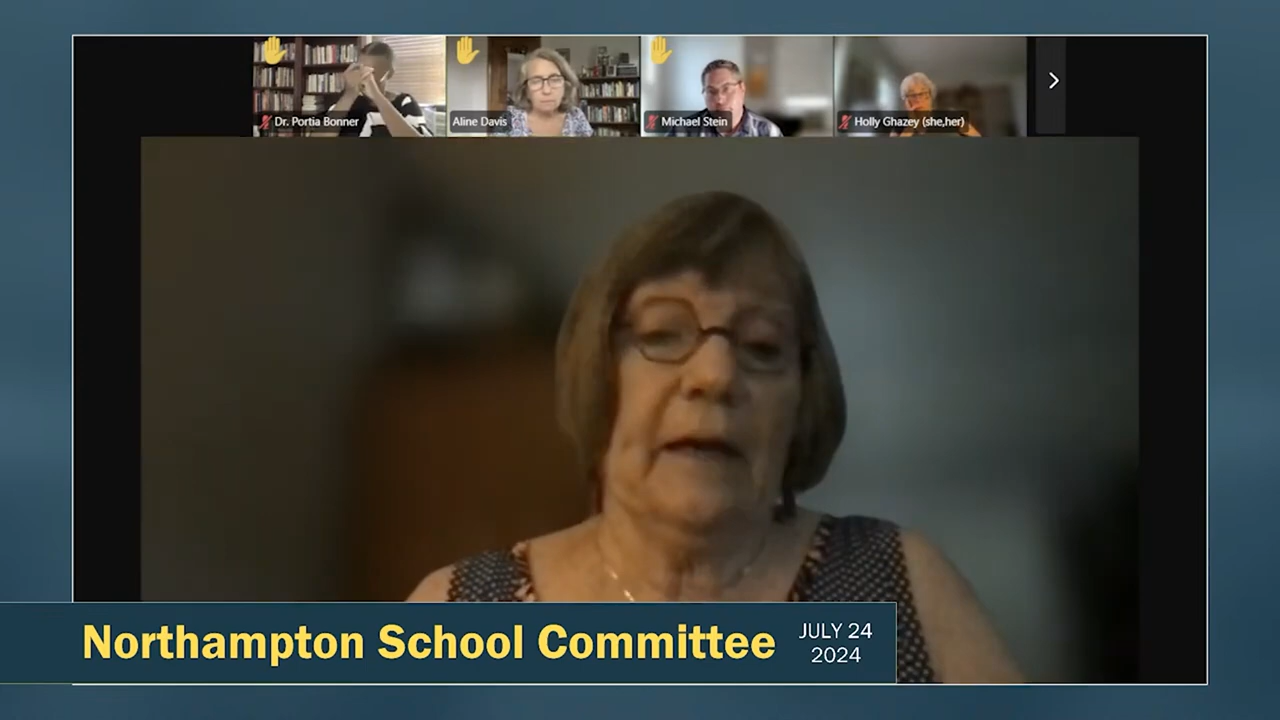 Dr. Portia Bonner
Aline Davis
Michael Stein
Holly Ghazey (she,her)
Northampton School Committee
JULY 24
2024